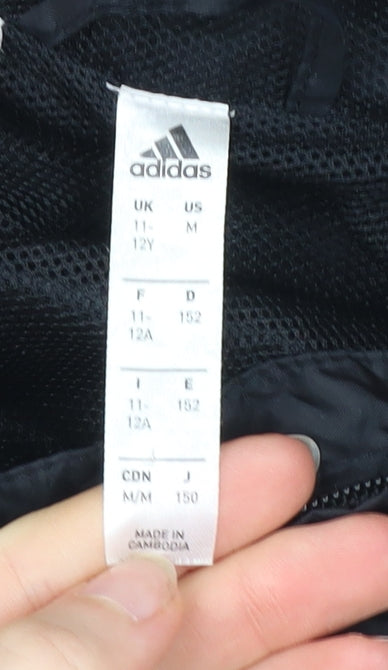 adidas
UK US
11- M
12Y
F D
11- 152
12A
I E
11- 152
12A
CDN J
M/M 150
MADE IN
CAMBODIA